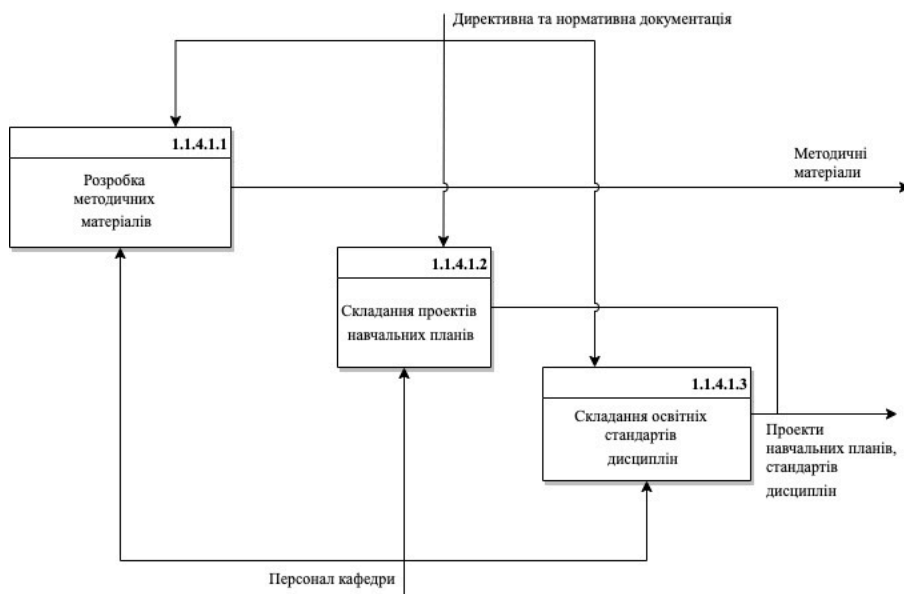 Директивна та нормативна документація
1.1.4.1.1
Розробка
методичних
матеріалів
Методичні
матеріали
1.1.4.1.2
Складання проектів
навчальних планів
1.1.4.1.3
Складання освітніх
стандартів
дисциплін
Проекти
навчальних планів,
стандартів
дисциплін
Персонал кафедри